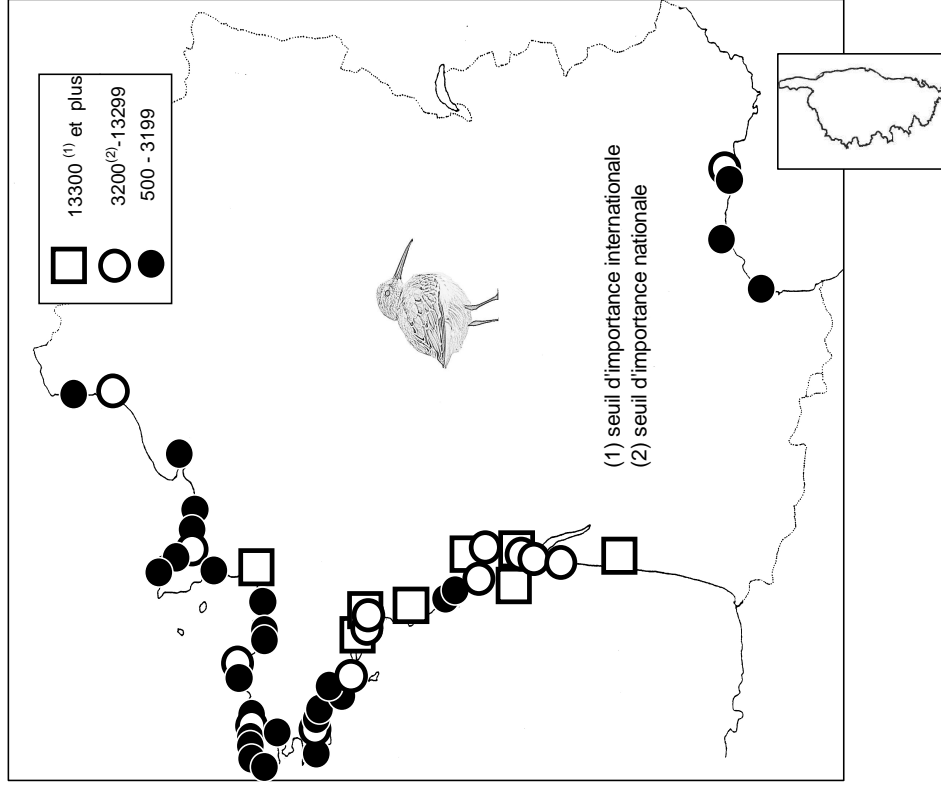 13300 (1) et plus
3200(2)-13299
500 - 3199
(1) seuil d'importance internationale
(2) seuil d'importance nationale